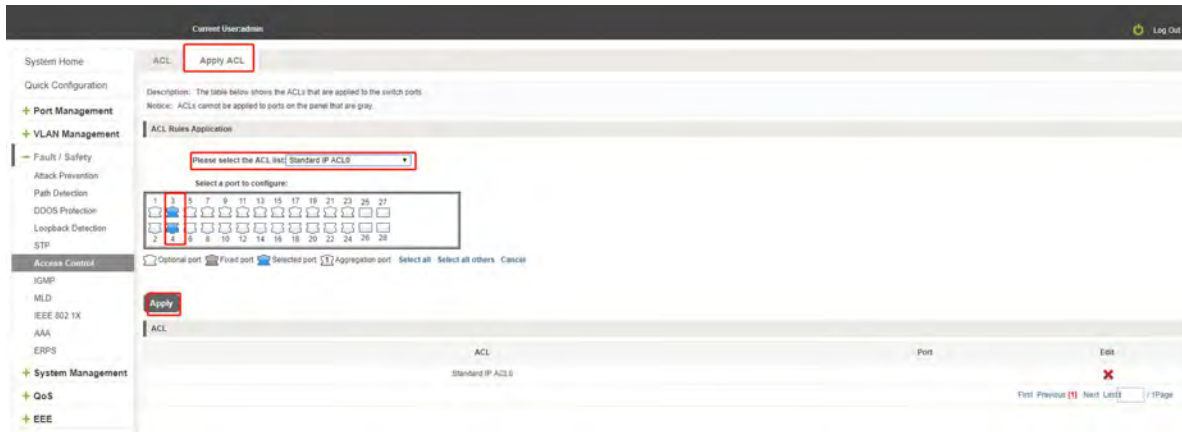 Current User:admin
Log Out
System Home
Quick Configuration
Port Management
VLAN Management
Fault / Safety
Attack Prevention
Path Detection
DDOS Protection
Loopback Detection
STP
Access Control
IGMP
MLD
IEEE 802.1X
AAA
ERPS
System Management
QoS
EEE
ACL Apply ACL
Description: The table below shows the ACLs that are applied to the switch ports.
Notice: ACLs cannot be applied to ports on the panel that are gray.
ACL Rules Application
Please select the ACL list: Standard IP ACL0
Select a port to configure:
1 3 5 7 9 11 13 15 17 19 21 23 25 27
2 4 6 8 10 12 14 16 18 20 22 24 26 28
Optional port Fixed port Selected port 1 Aggregation port Select all Select all others Cancel
Apply
ACL
ACL Port Edit
Standard IP ACL0
First Previous [1] Next Last / 1Page